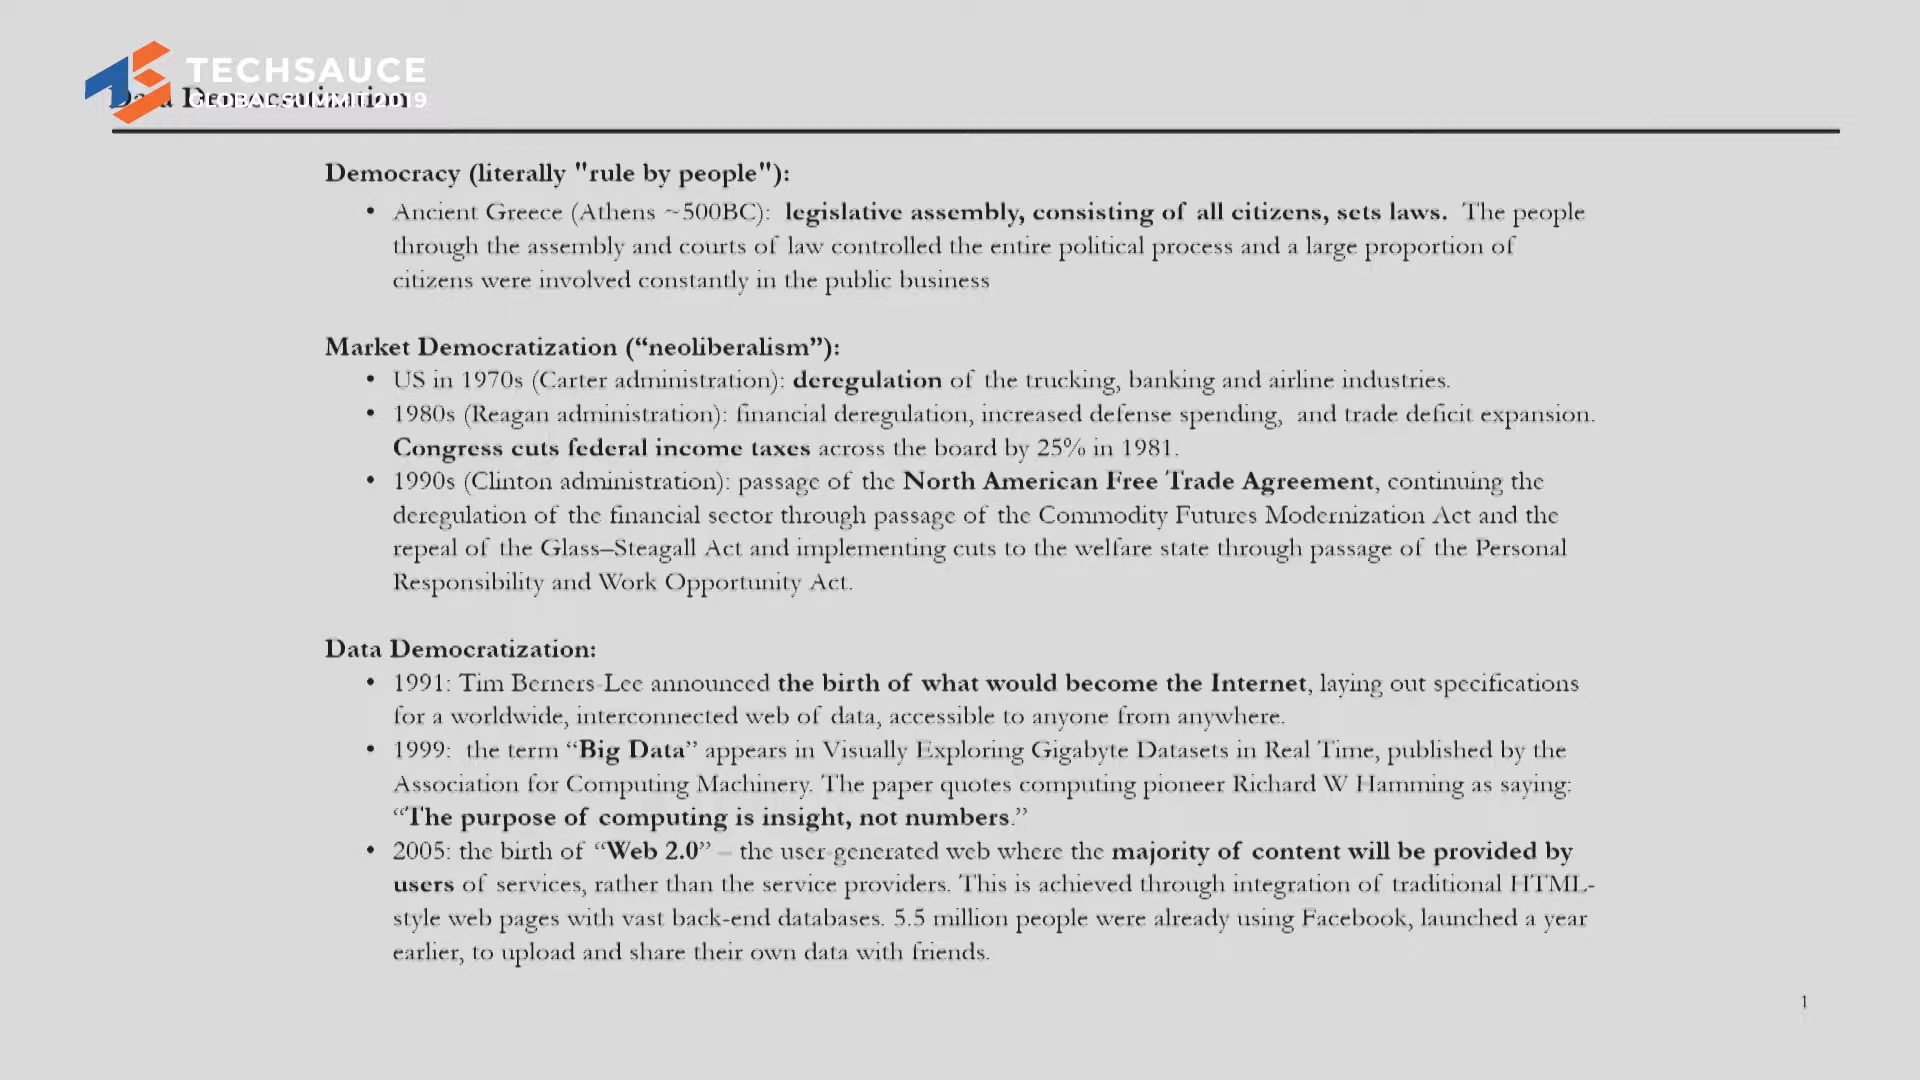 TECHSAUCE
GLOBAL SUMMIT 2019
Data Democratization
Democracy (literally "rule by people"):
• Ancient Greece (Athens ~500BC): legislative assembly, consisting of all citizens, sets laws. The people
through the assembly and courts of law controlled the entire political process and a large proportion of
citizens were involved constantly in the public business
Market Democratization (“neoliberalism”):
• US in 1970s (Carter administration): deregulation of the trucking, banking and airline industries.
• 1980s (Reagan administration): financial deregulation, increased defense spending, and trade deficit expansion.
Congress cuts federal income taxes across the board by 25% in 1981.
• 1990s (Clinton administration): passage of the North American Free Trade Agreement, continuing the
deregulation of the financial sector through passage of the Commodity Futures Modernization Act and the
repeal of the Glass–Steagall Act and implementing cuts to the welfare state through passage of the Personal
Responsibility and Work Opportunity Act.
Data Democratization:
• 1991: Tim Berners-Lee announced the birth of what would become the Internet, laying out specifications
for a worldwide, interconnected web of data, accessible to anyone from anywhere.
• 1999: the term “Big Data” appears in Visually Exploring Gigabyte Datasets in Real Time, published by the
Association for Computing Machinery. The paper quotes computing pioneer Richard W Hamming as saying:
“The purpose of computing is insight, not numbers.”
• 2005: the birth of “Web 2.0” – the user-generated web where the majority of content will be provided by
users of services, rather than the service providers. This is achieved through integration of traditional HTML-
style web pages with vast back-end databases. 5.5 million people were already using Facebook, launched a year
earlier, to upload and share their own data with friends.
1